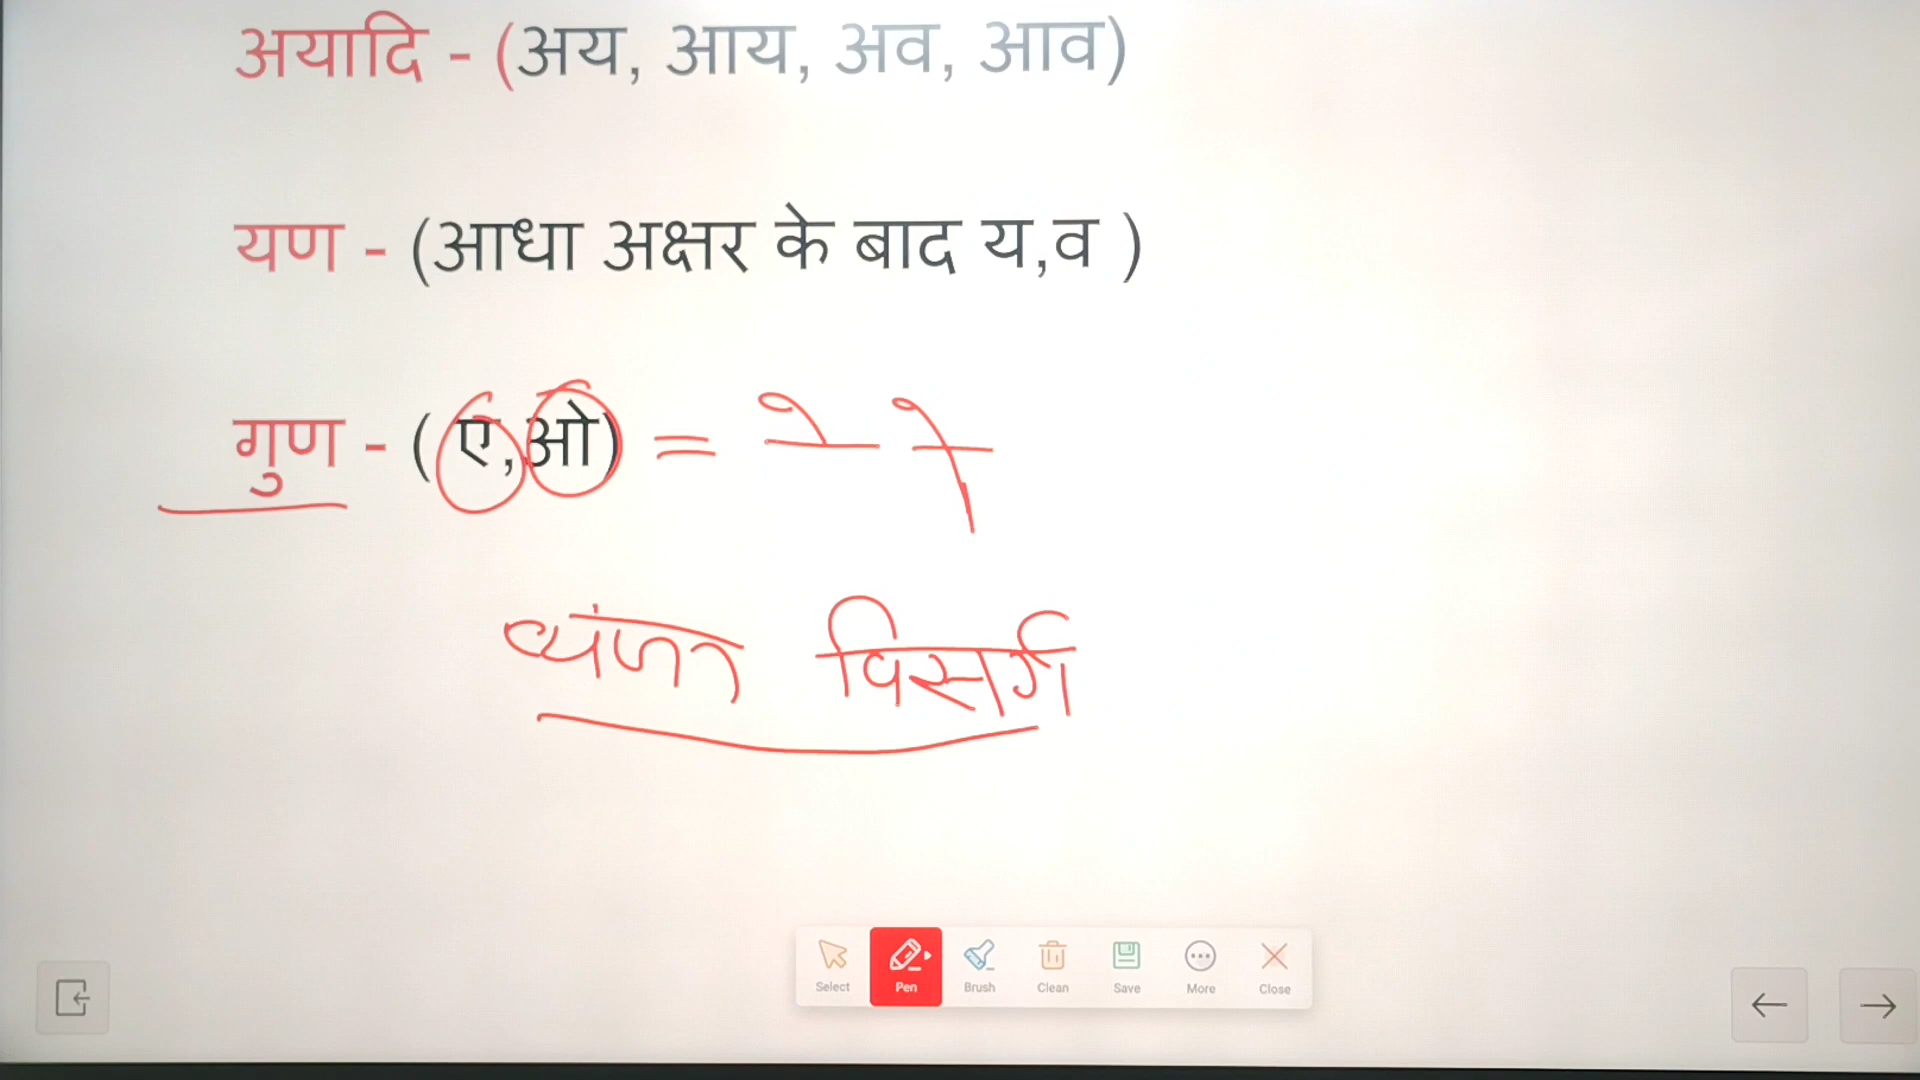 अयादि - (अय, आय, अव, आव)
यण - (आधा अक्षर के बाद य,व )
गुण - ( ए,ओ) =
व्यंजन विसर्ग
Select Pen Brush Clean Save More Close